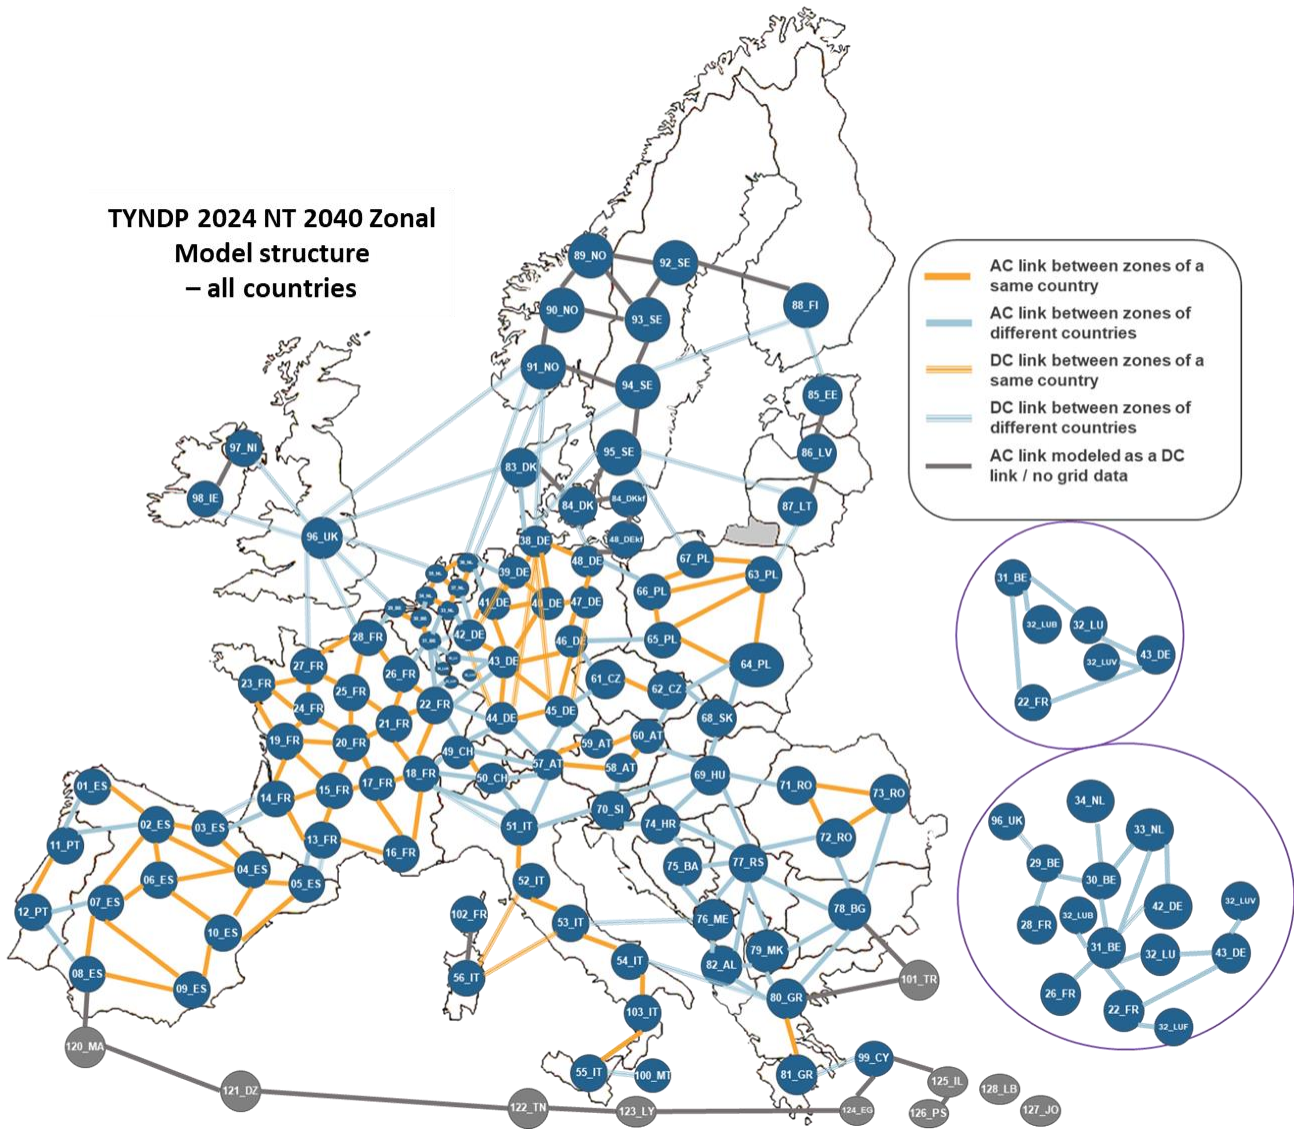 TYNDP 2024 NT 2040 Zonal
Model structure
– all countries
AC link between zones of a
same country
AC link between zones of
different countries
DC link between zones of a
same country
DC link between zones of
different countries
AC link modeled as a DC
link / no grid data
89_NO
92_SE
88_FI
90_NO
93_SE
91_NO
94_SE
85_EE
97_NI
95_SE
86_LV
83_DK
98_IE
84_DK
84_DKkf
87_LT
96_UK
38_DE
48_DEkf
67_PL
48_DE
39_DE
63_PL
66_PL
41_DE
40_DE
47_DE
28_FR
42_DE
46_DE
65_PL
27_FR
43_DE
64_PL
23_FR
26_FR
25_FR
61_CZ
62_CZ
24_FR
22_FR
44_DE
45_DE
68_SK
21_FR
19_FR
20_FR
59_AT
60_AT
49_CH
57_AT
58_AT
18_FR
50_CH
69_HU
01_ES
14_FR
15_FR
17_FR
71_RO
73_RO
70_SI
02_ES
03_ES
51_IT
74_HR
11_PT
13_FR
16_FR
72_RO
75_BA
77_RS
04_ES
06_ES
05_ES
52_IT
07_ES
12_PT
102_FR
53_IT
76_ME
78_BG
10_ES
79_MK
54_IT
82_AL
08_ES
56_IT
09_ES
80_GR
101_TR
103_IT
120_MA
99_CY
55_IT
100_MT
81_GR
125_IL
128_LB
121_DZ
122_TN
123_LY
124_EG
126_PS
127_JO
31_BE
32_LUB
32_LU
32_LUV
43_DE
22_FR
34_NL
96_UK
33_NL
29_BE
30_BE
42_DE
32_LUV
28_FR
32_LUB
31_BE
32_LU
43_DE
26_FR
22_FR
32_LUF